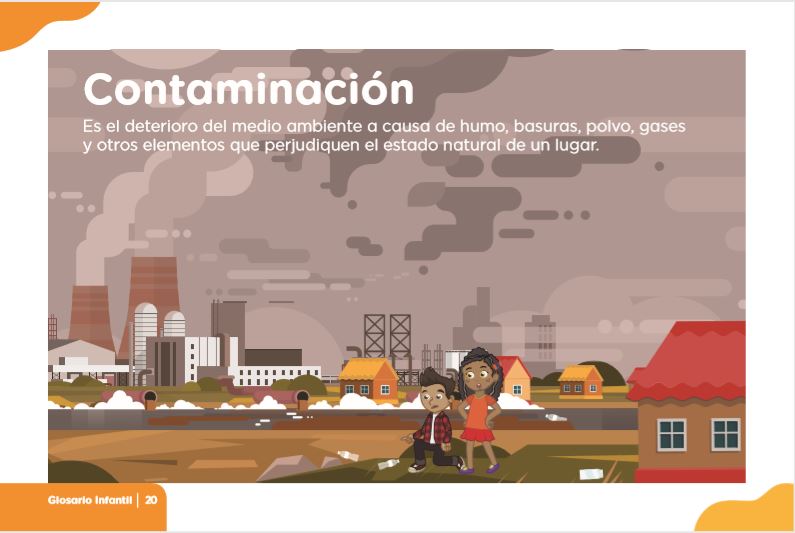 Contaminación
Es el deterioro del medio ambiente a causa de humo, basuras, polvo, gases
y otros elementos que perjudiquen el estado natural de un lugar.
Glosario Infantil | 20